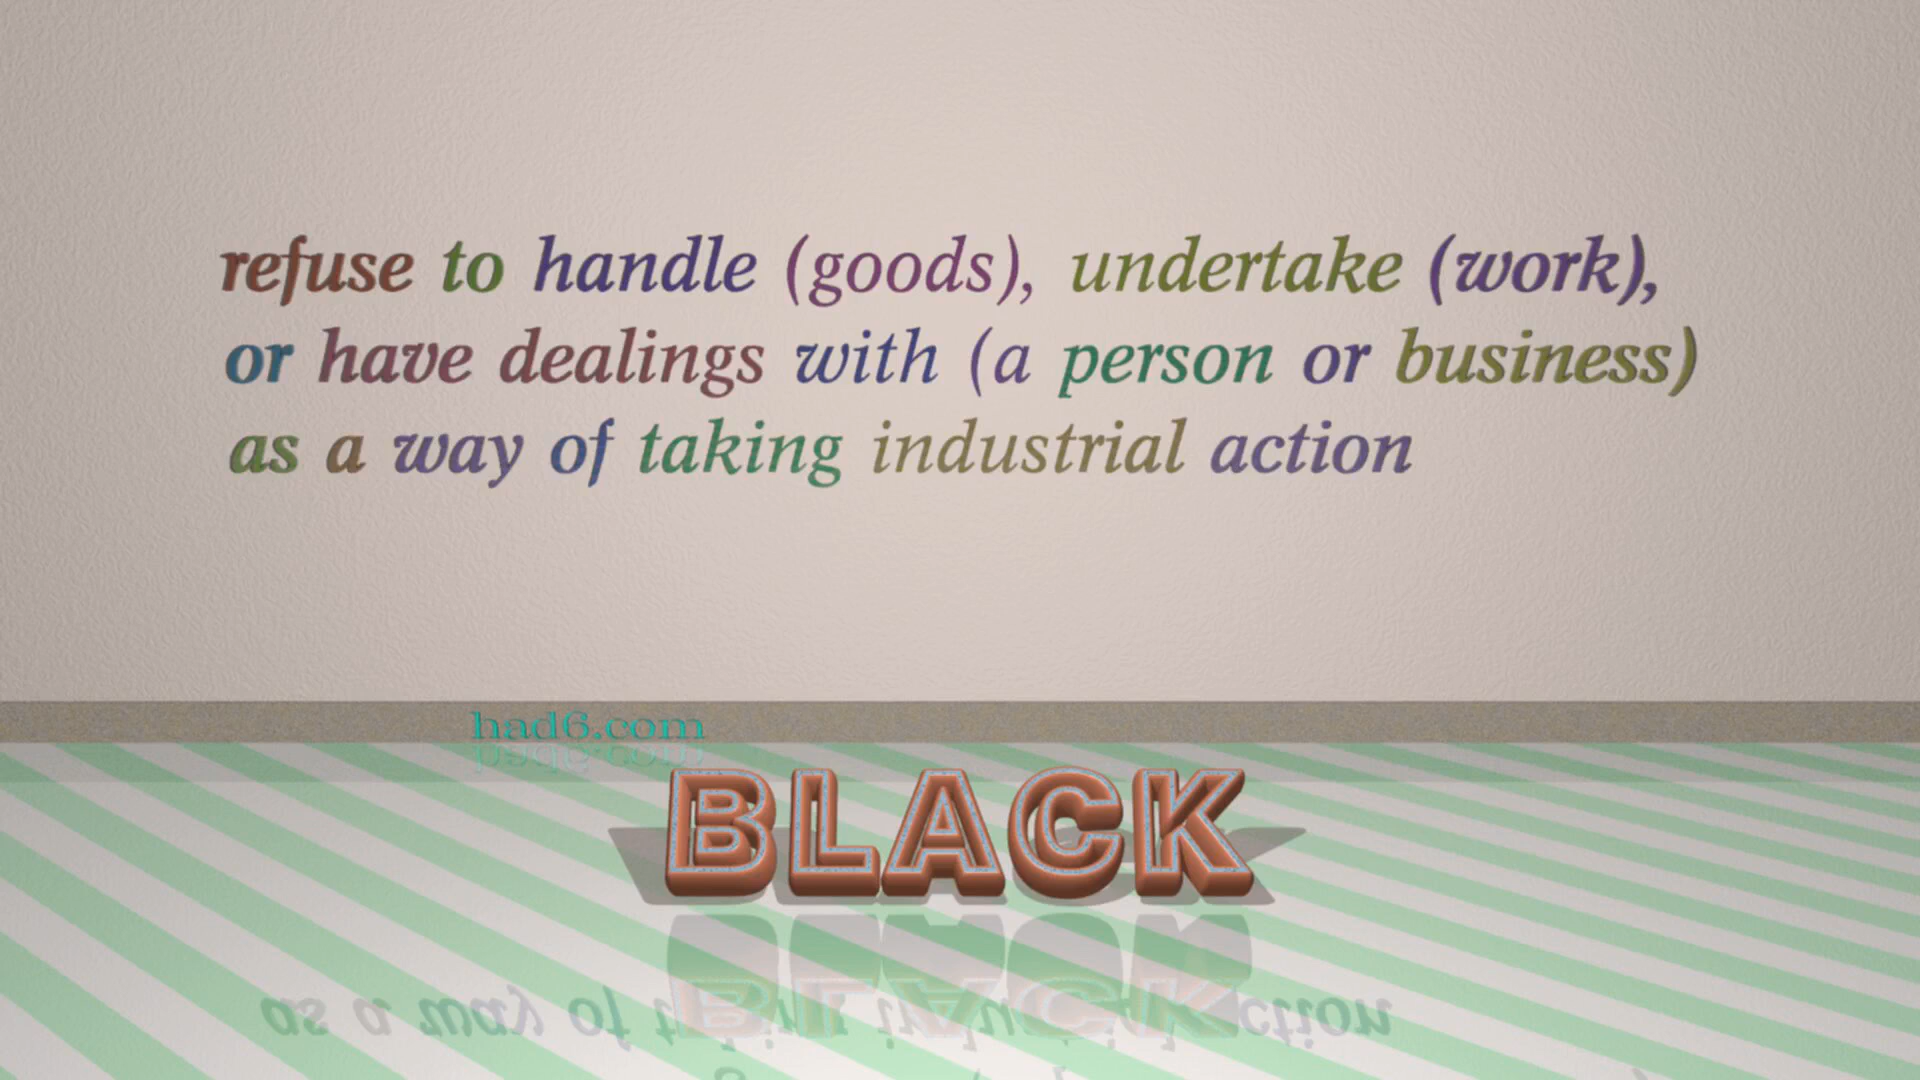 refuse to handle (goods), undertake (work),
or have dealings with (a person or business)
as a way of taking industrial action
had6.com
BLACK